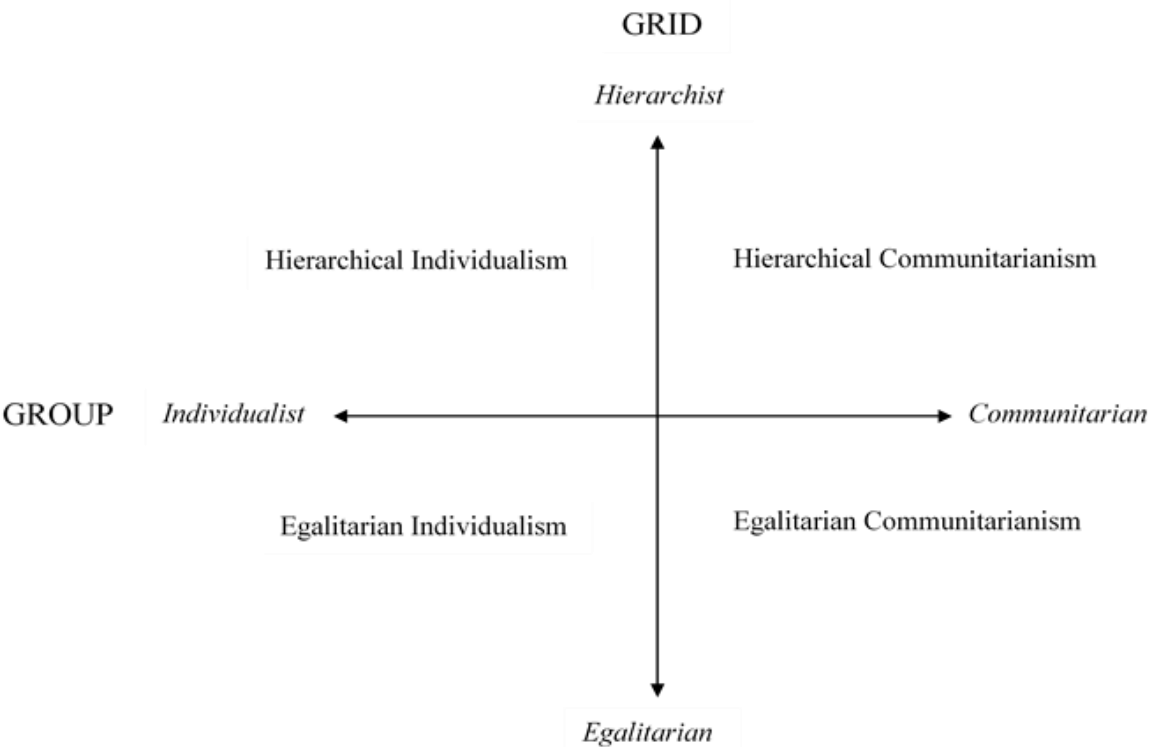 GRID
Hierarchist
Hierarchical Individualism
Hierarchical Communitarianism
GROUP
Individualist
Communitarian
Egalitarian Individualism
Egalitarian Communitarianism
Egalitarian